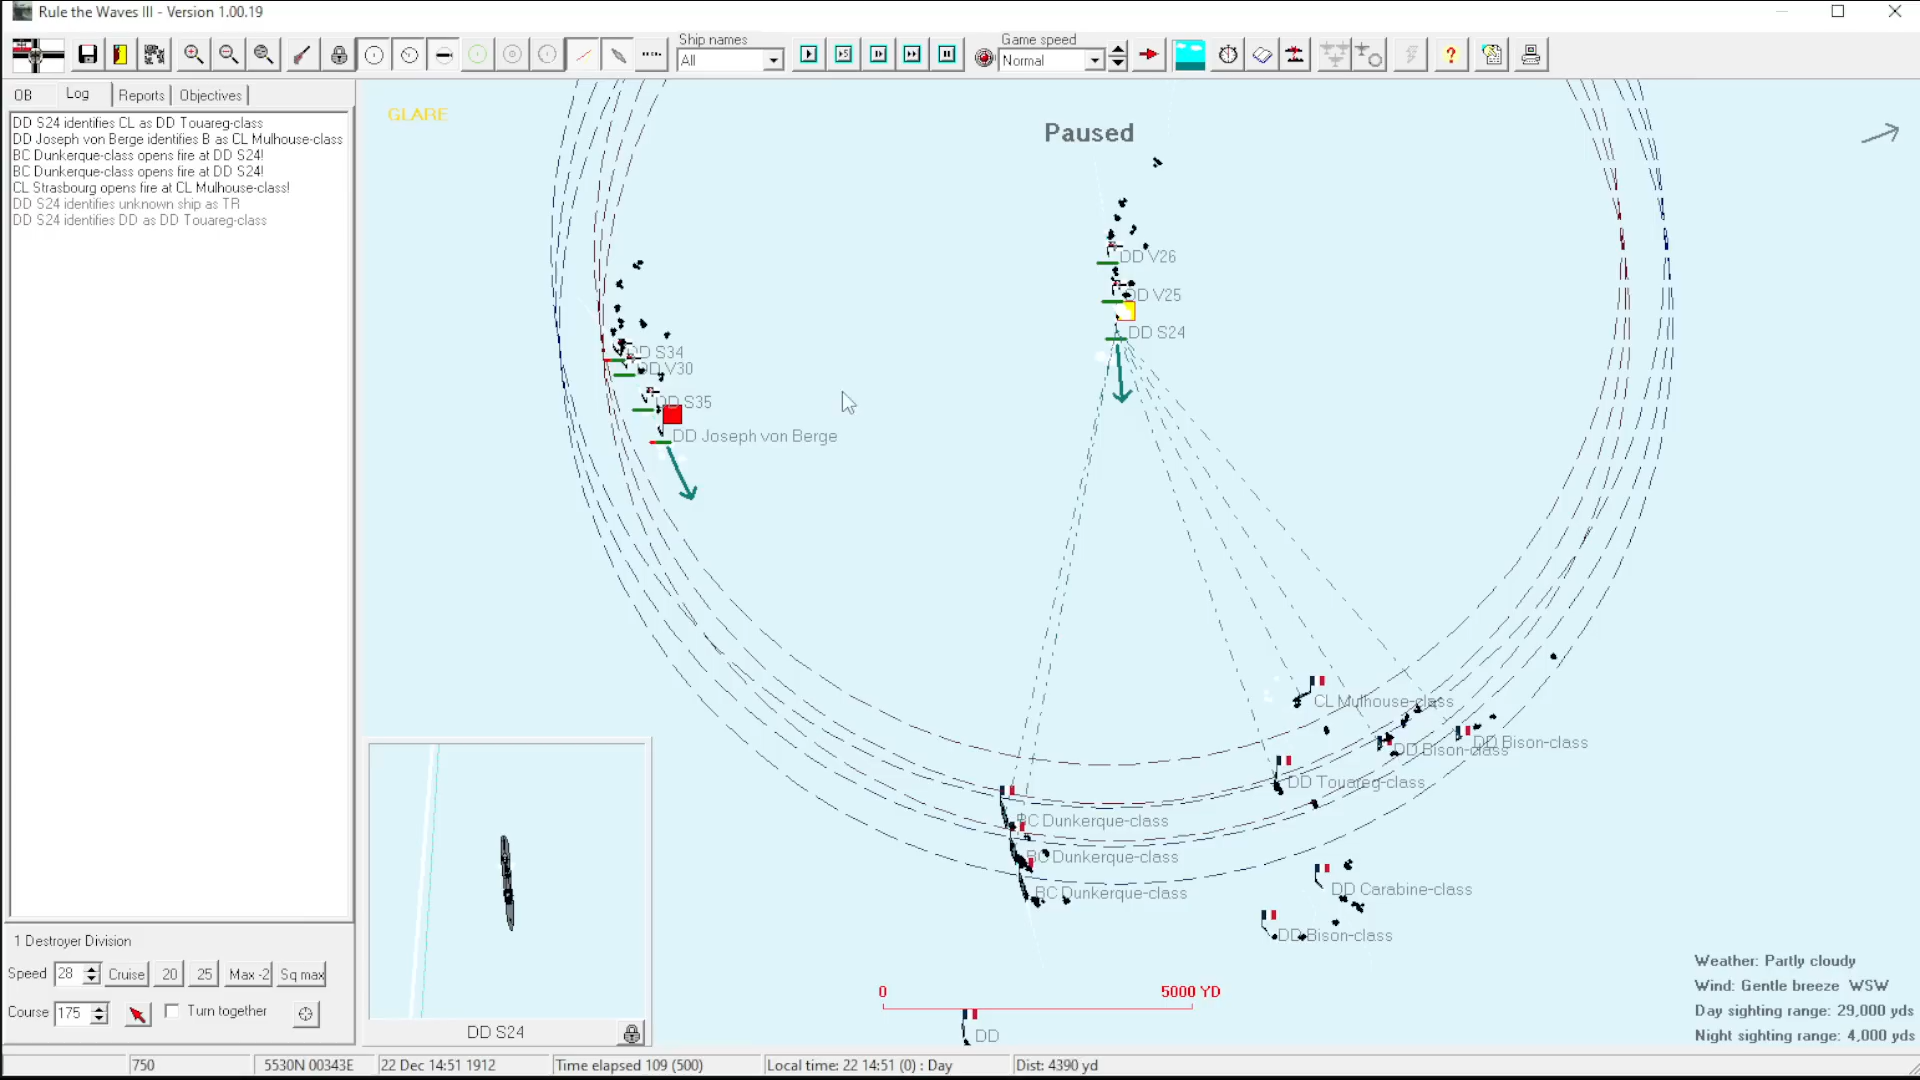 Rule the Waves III - Version 1.00.19
Ship names
All
Game speed
Normal
OB
Log
Reports
Objectives
DD S24 identifies CL as DD Touareg-class
DD Joseph von Berge identifies B as CL Mulhouse-class
BC Dunkerque-class opens fire at DD S24!
BC Dunkerque-class opens fire at DD S24!
CL Strasbourg opens fire at CL Mulhouse-class!
DD S24 identifies unknown ship as TR
DD S24 identifies DD as DD Touareg-class
GLARE
Paused
DD V26
DD V25
DD S24
DD S34
DD V30
DD S35
DD Joseph von Berge
CL Mulhouse-class
DD Bison-class
DD Bison-class
DD Touareg-class
BC Dunkerque-class
BC Dunkerque-class
BC Dunkerque-class
DD Carabine-class
DD Bison-class
DD
0 5000 YD
Weather: Partly cloudy
Wind: Gentle breeze WSW
Day sighting range: 29,000 yds
Night sighting range: 4,000 yds
1 Destroyer Division
Speed 28 Cruise 20 25 Max -2 Sq max
Course 175 Turn together
DD S24
750
5530N 00343E
22 Dec 14:51 1912
Time elapsed 109 (500)
Local time: 22 14:51 (0) : Day
Dist: 4390 yd